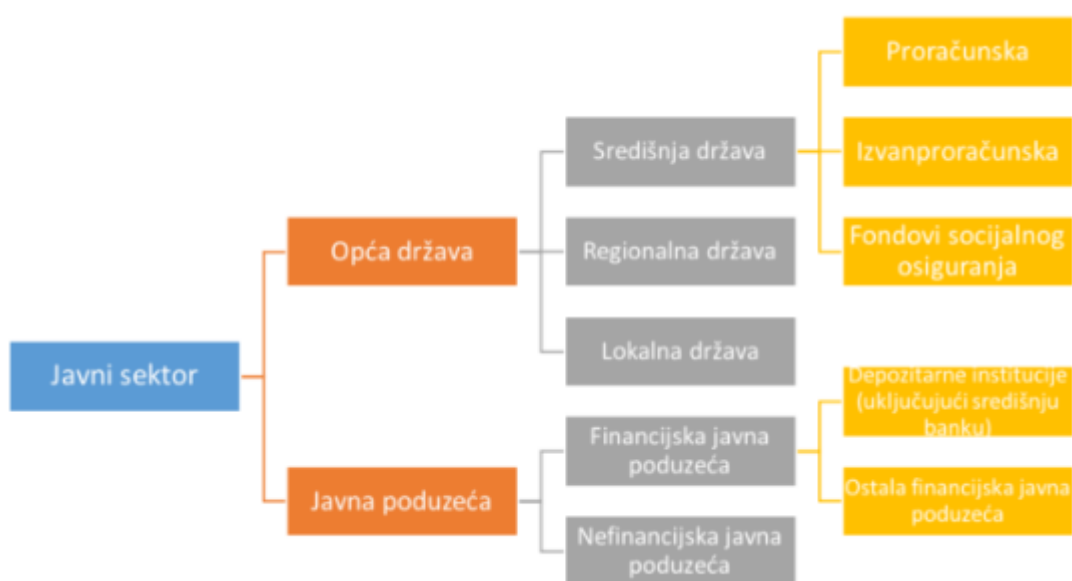 Javni sektor
Opća država
Središnja država
Proračunska
Izvanproračunska
Fondovi socijalnog
osiguranja
Regionalna država
Lokalna država
Javna poduzeća
Financijska javna
poduzeća
Depozitarne institucije
(uključujući središnju
banku)
Ostala financijska javna
poduzeća
Nefinancijska javna
poduzeća